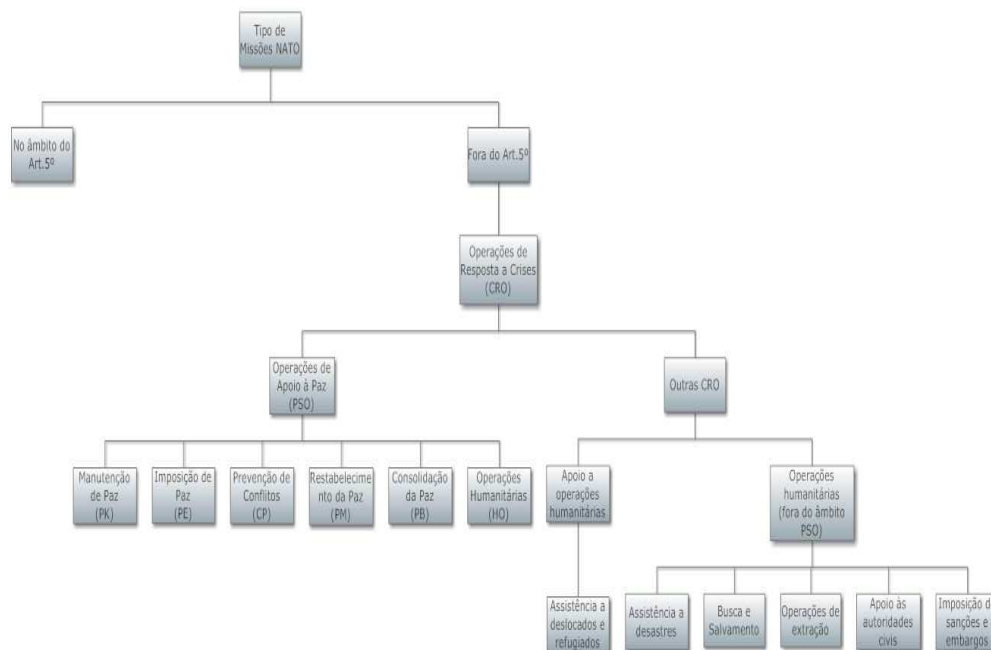 Tipo de
Missões NATO
No âmbito do
Art.5º
Fora do Art.5º
Operações de
Resposta a Crises
(CRO)
Operações de
Apoio à Paz
(PSO)
Outras CRO
Manutenção
de Paz
(PK)
Imposição de
Paz
(PE)
Prevenção de
Conflitos
(CP)
Restabelecime
nto da Paz
(PM)
Consolidação
da Paz
(PB)
Operações
Humanitárias
(HO)
Apoio a
operações
humanitárias
Operações
humanitárias
(fora do âmbito
PSO)
Assistência a
deslocados e
refugiados
Assistência a
desastres
Busca e
Salvamento
Operações de
extração
Apoio às
autoridades
civis
Imposição d
sanções e
embargos